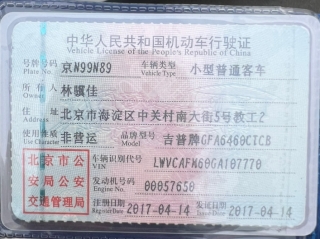 中华人民共和国机动车行驶证
Vehicle License of the People's Republic of China
号牌号码 京N99N89 车辆类型 小型普通客车
Plate No. Vehicle Type
所有人 林骥佳
住址 北京市海淀区中关村南大街5号教工2
使用性质 非营运 品牌型号 吉普牌GFA6460CTCB
Use Character
北京市公 车辆识别代号 LWVCAFM60GA107770
VIN
安局公安 发动机号码 00057650
Engine No.
交通管理局 注册日期 2017-04-14 发证日期 2017-04-14
Register Date Issue Date